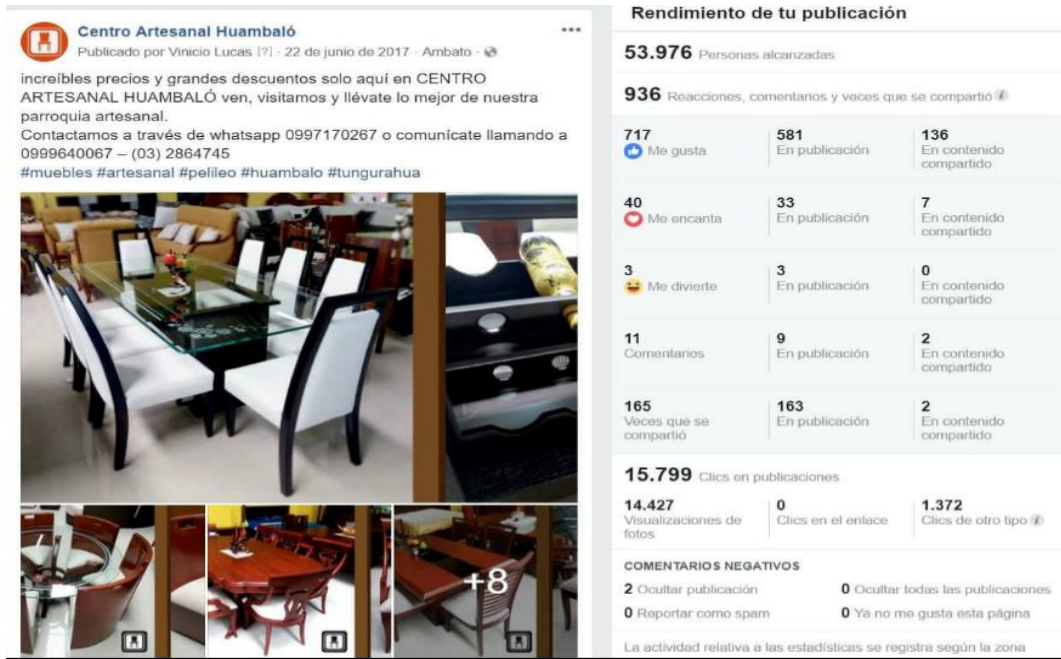 Centro Artesanal Huambaló
Publicado por Vinicio Lucas [?] · 22 de junio de 2017 · Ambato ·
increíbles precios y grandes descuentos solo aquí en CENTRO
ARTESANAL HUAMBALÓ ven, visitamos y llévate lo mejor de nuestra
parroquia artesanal.
Contactamos a través de whatsapp 0997170267 o comunícate llamando a
0999640067 – (03) 2864745
#muebles #artesanal #pelileo #huambalo #tungurahua
+8
Rendimiento de tu publicación
53.976 Personas alcanzadas
936 Reacciones, comentarios y veces que se compartió
717
Me gusta
581
En publicación
136
En contenido
compartido
40
Me encanta
33
En publicación
7
En contenido
compartido
3
Me divierte
3
En publicación
0
En contenido
compartido
11
Comentarios
9
En publicación
2
En contenido
compartido
165
Veces que se
compartió
163
En publicación
2
En contenido
compartido
15.799 Clics en publicaciones
14.427
Visualizaciones de
fotos
0
Clics en el enlace
1.372
Clics de otro tipo
COMENTARIOS NEGATIVOS
2 Ocultar publicación
0 Ocultar todas las publicaciones
0 Reportar como spam
0 Ya no me gusta esta página
La actividad relativa a las estadísticas se registra según la zona